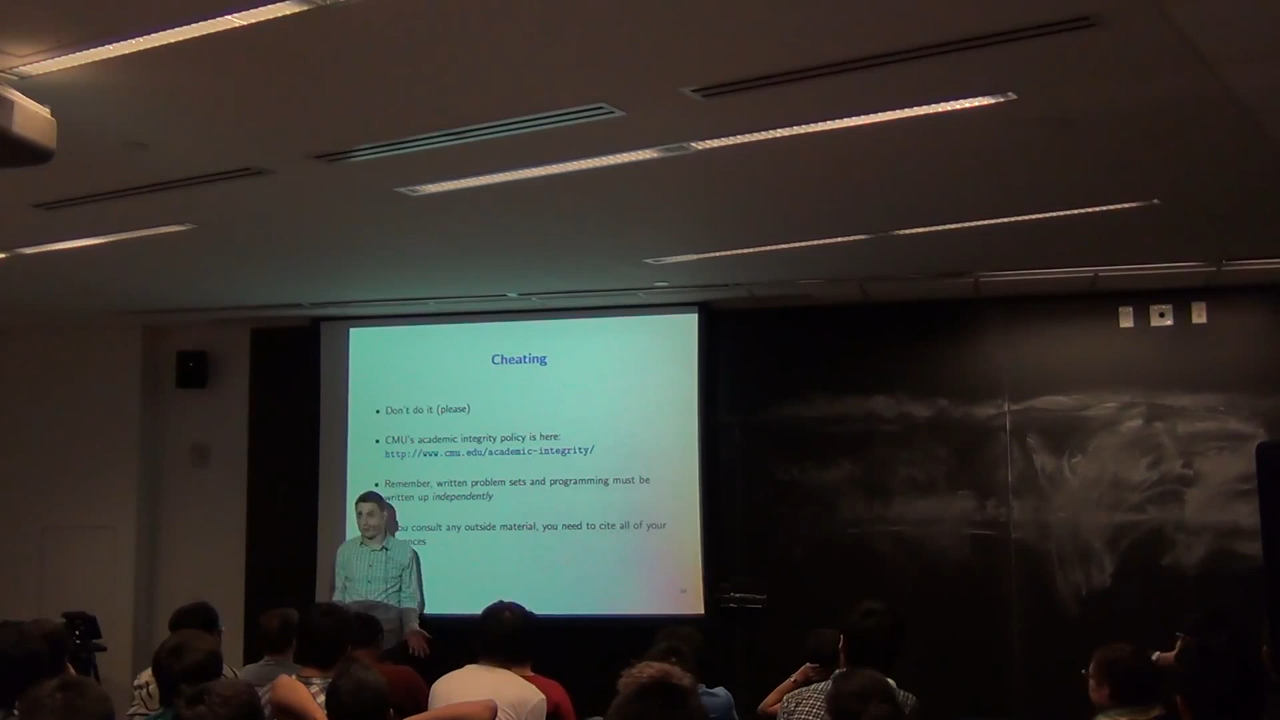 Cheating
• Don't do it (please)
• CMU's academic integrity policy is here:
http://www.cmu.edu/academic-integrity/
• Remember, written problem sets and programming must be
written up independently
you consult any outside material, you need to cite all of your